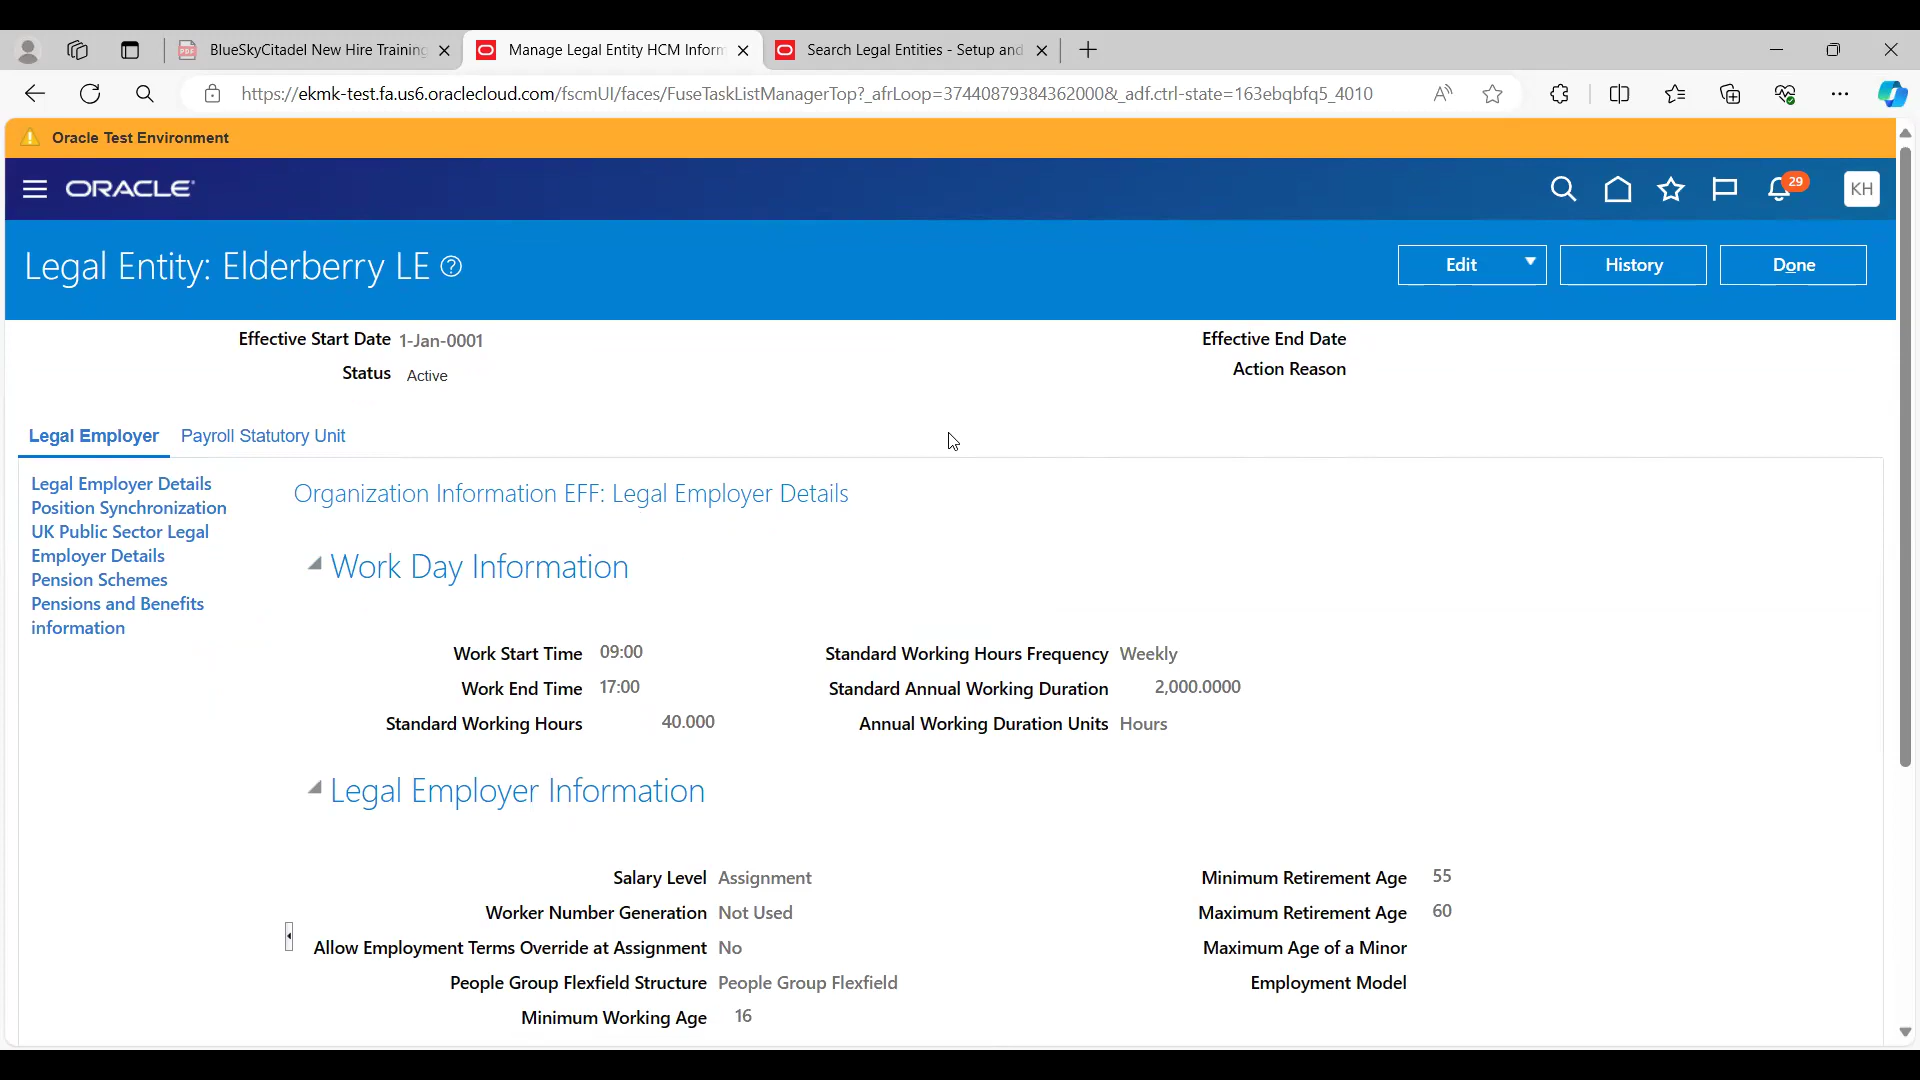 BlueSkyCitadel New Hire Training
Manage Legal Entity HCM Inform
Search Legal Entities - Setup and
https://ekmk-test.fa.us6.oraclecloud.com/fscmUI/faces/FuseTaskListManagerTop?_afrLoop=37440879384362000&_adf.ctrl-state=163ebqbfq5_4010
Oracle Test Environment
ORACLE
29
KH
Legal Entity: Elderberry LE
Edit
History
Done
Effective Start Date 1-Jan-0001
Effective End Date
Status Active
Action Reason
Legal Employer
Payroll Statutory Unit
Legal Employer Details
Position Synchronization
UK Public Sector Legal
Employer Details
Pension Schemes
Pensions and Benefits
information
Organization Information EFF: Legal Employer Details
Work Day Information
Work Start Time 09:00
Standard Working Hours Frequency Weekly
Work End Time 17:00
Standard Annual Working Duration 2,000.0000
Standard Working Hours 40.000
Annual Working Duration Units Hours
Legal Employer Information
Salary Level Assignment
Minimum Retirement Age 55
Worker Number Generation Not Used
Maximum Retirement Age 60
Allow Employment Terms Override at Assignment No
Maximum Age of a Minor
People Group Flexfield Structure People Group Flexfield
Employment Model
Minimum Working Age 16